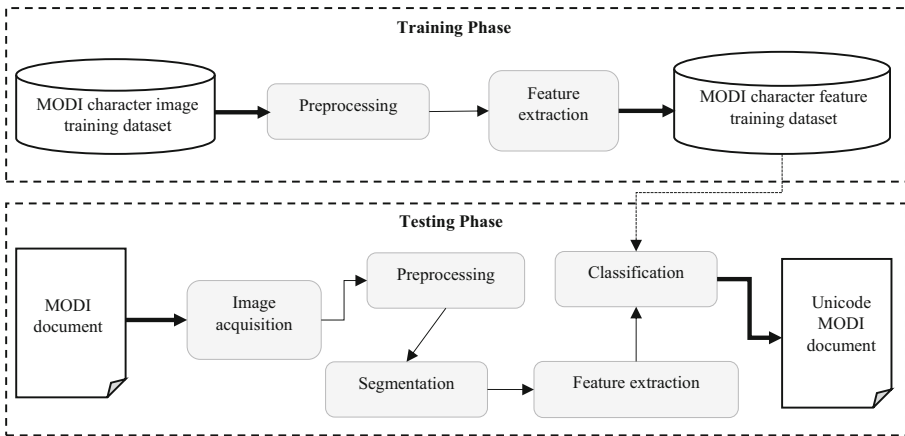 Training Phase
MODI character image
training dataset
Preprocessing
Feature
extraction
MODI character feature
training dataset
Testing Phase
MODI
document
Image
acquisition
Preprocessing
Segmentation
Feature extraction
Classification
Unicode
MODI
document